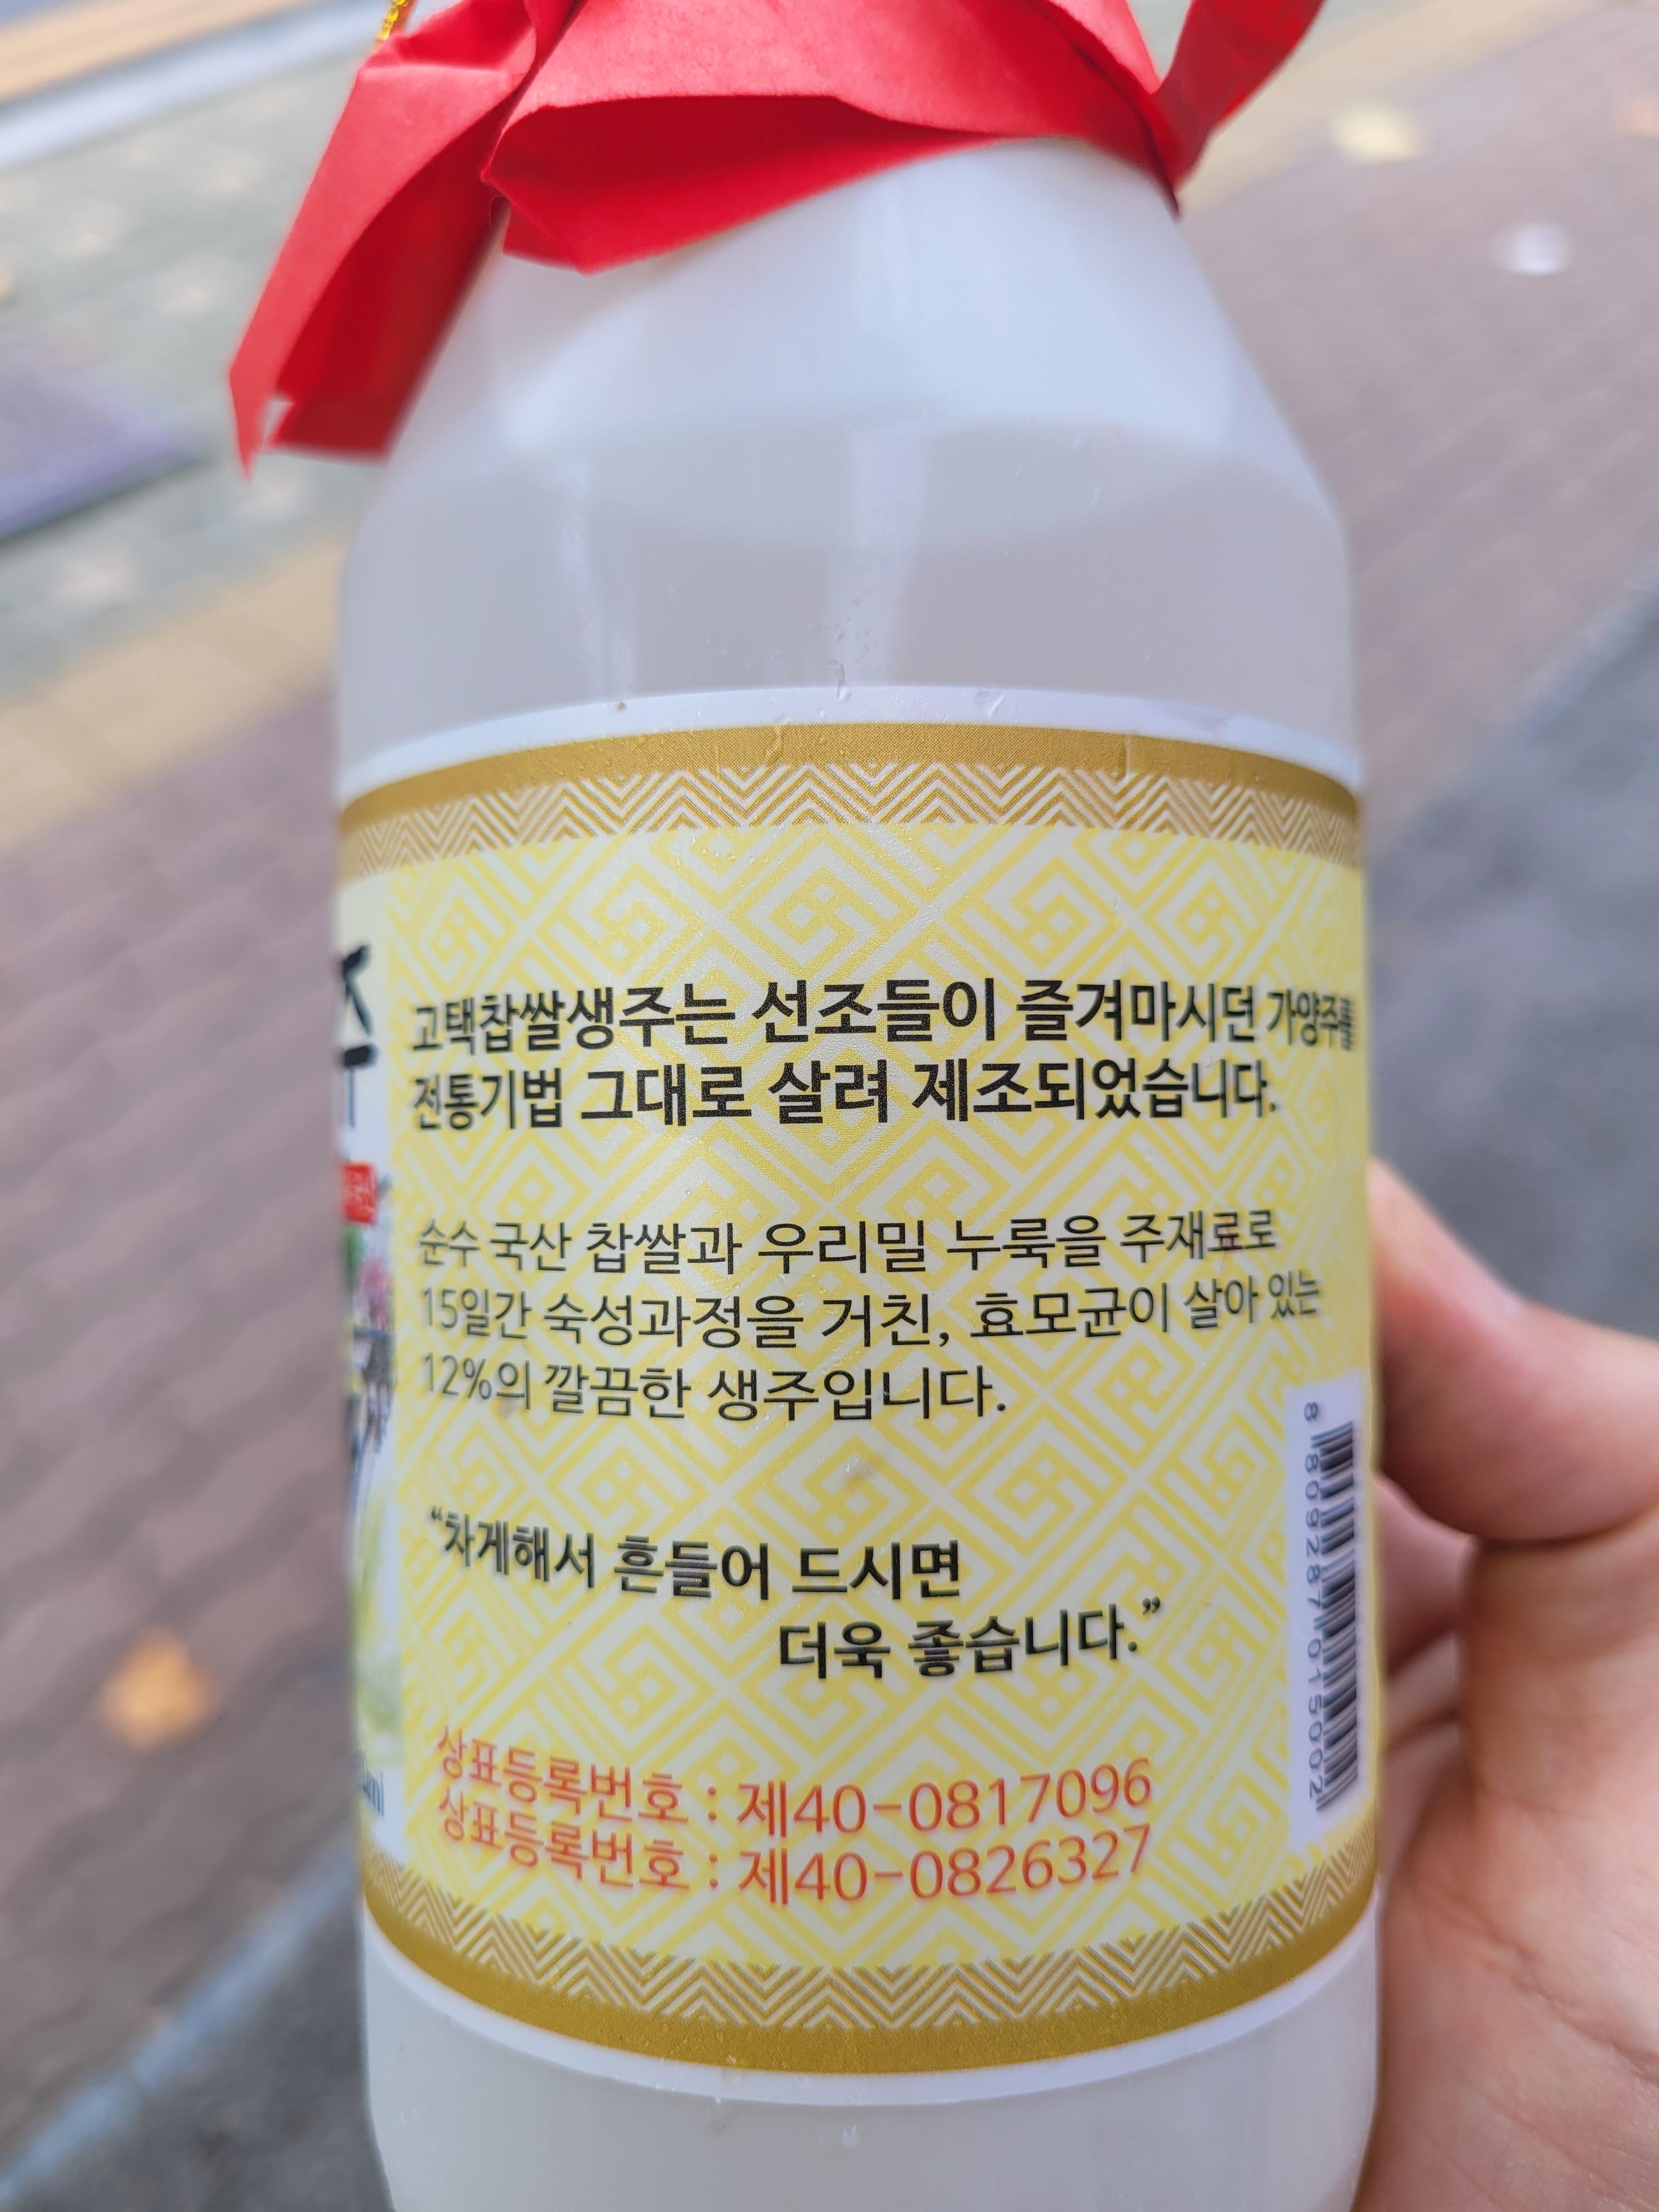 고택찹쌀생주는 선조들이 즐겨마시던 가양주를
전통기법 그대로 살려 제조되었습니다.
순수 국산 찹쌀과 우리밀 누룩을 주재료로
15일간 숙성과정을 거친, 효모균이 살아 있는
12%의 깔끔한 생주입니다.
“차게해서 흔들어 드시면
더욱 좋습니다.”
상표등록번호 : 제40-0817096
상표등록번호 : 제40-0826327
8 809287 015002
주
ml